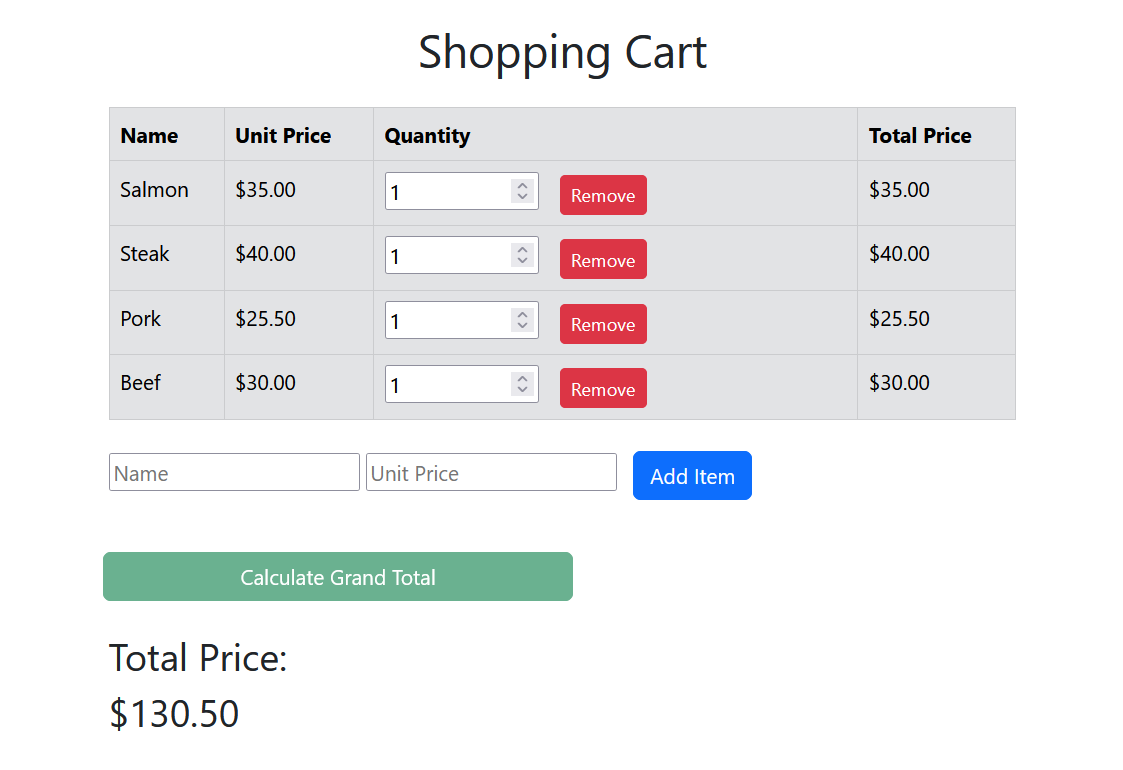 Shopping Cart
Name Unit Price Quantity Total Price
Salmon $35.00 1 Remove $35.00
Steak $40.00 1 Remove $40.00
Pork $25.50 1 Remove $25.50
Beef $30.00 1 Remove $30.00
Name Unit Price Add Item
Calculate Grand Total
Total Price:
$130.50